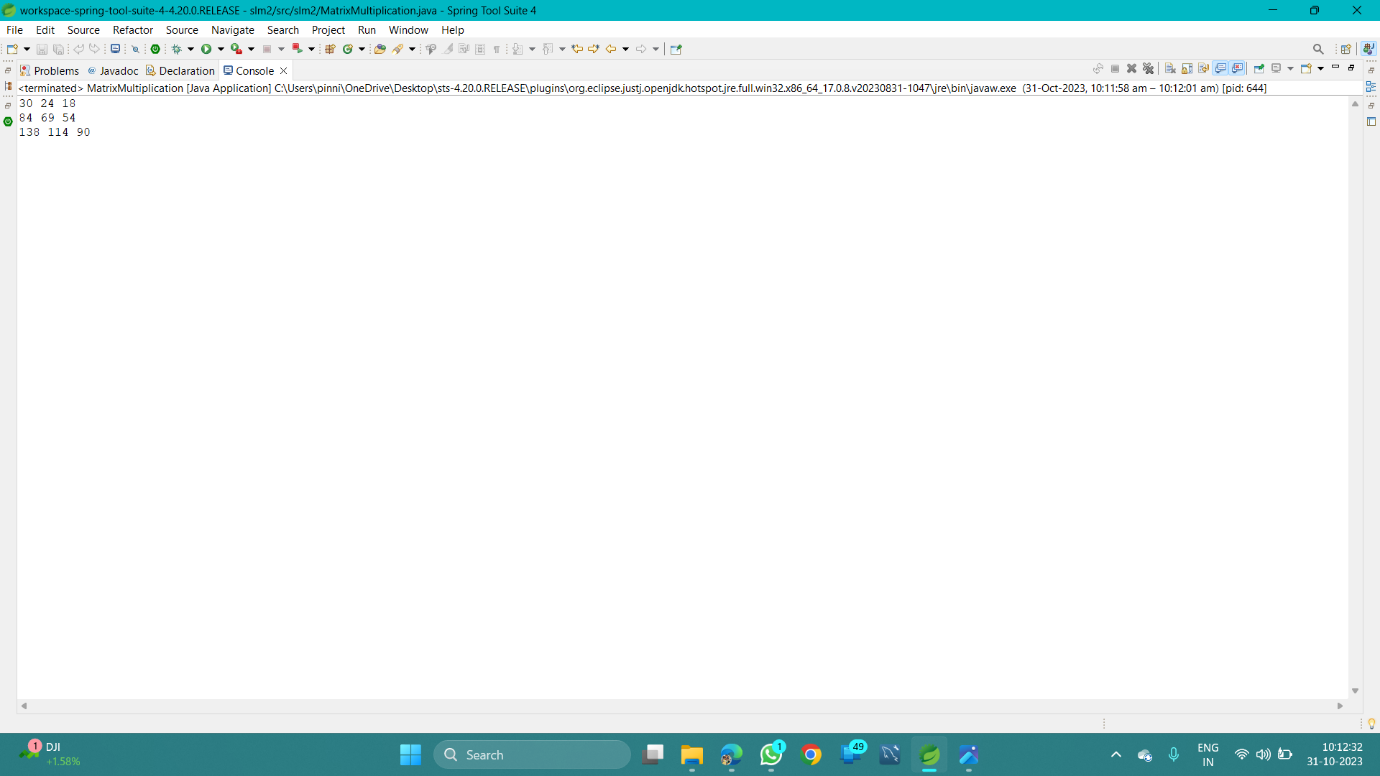 workspace-spring-tool-suite-4-4.20.0.RELEASE - slm2/src/slm2/MatrixMultiplication.java - Spring Tool Suite 4
File Edit Source Refactor Source Navigate Search Project Run Window Help
Problems @ Javadoc Declaration Console
<terminated> MatrixMultiplication [Java Application] C:\Users\pinni\OneDrive\Desktop\sts-4.20.0.RELEASE\plugins\org.eclipse.justj.openjdk.hotspot.jre.full.win32.x86_64_17.0.8.v20230831-1047\jre\bin\javaw.exe (31-Oct-2023, 10:11:58 am – 10:12:01 am) [pid: 644]
30 24 18
84 69 54
138 114 90
1
DJI
+1.58%
Search
1
49
ENG
IN
10:12:32
31-10-2023